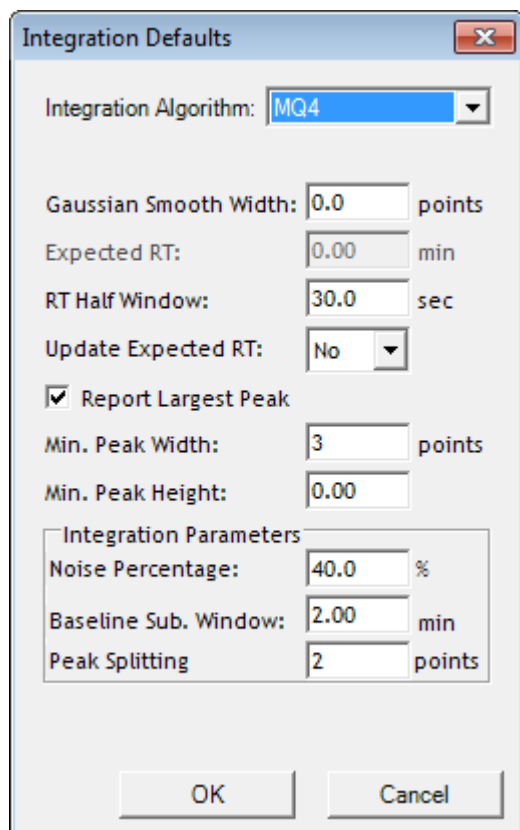 Integration Defaults
Integration Algorithm: MQ4
Gaussian Smooth Width: 0.0 points
Expected RT: 0.00 min
RT Half Window: 30.0 sec
Update Expected RT: No
Report Largest Peak
Min. Peak Width: 3 points
Min. Peak Height: 0.00
Integration Parameters
Noise Percentage: 40.0 %
Baseline Sub. Window: 2.00 min
Peak Splitting 2 points
OK Cancel